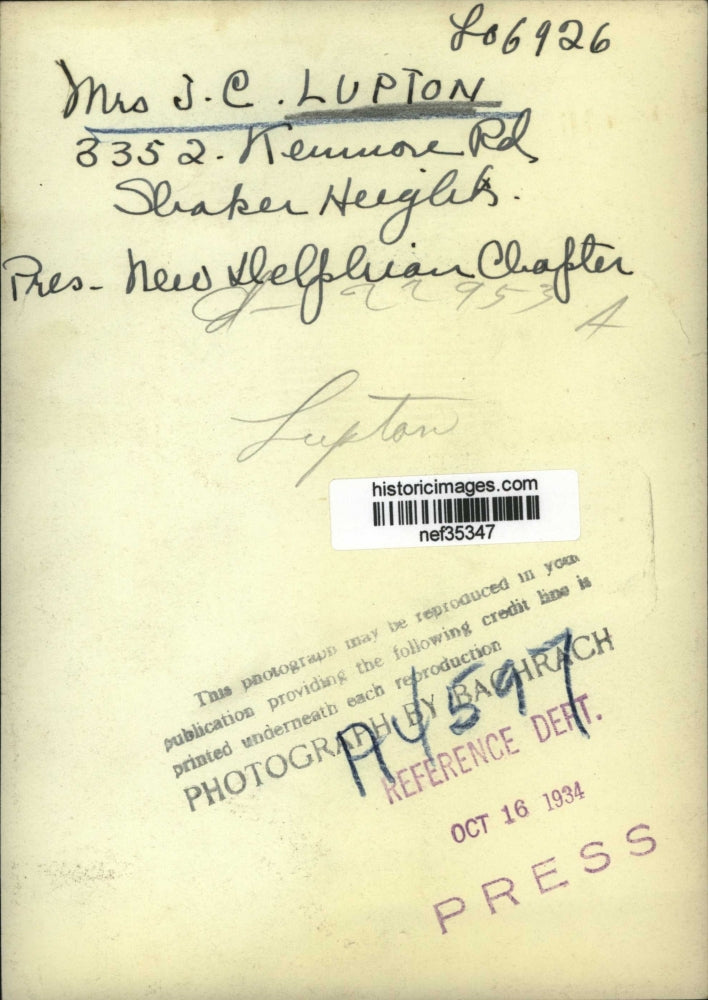 Lo6926
Mrs J.C. LUPTON
3352 - Kenmore Rd
Shaker Heights.
Pres - New Delphian Chapter
22953 A
Lupton
historicimages.com
nef35347
This photograph may be reproduced in your
publication providing the following credit line is
printed underneath each reproduction
PHOTOGRAPH BY BACHRACH
A4597
REFERENCE DEPT.
OCT 16 1934
PRESS